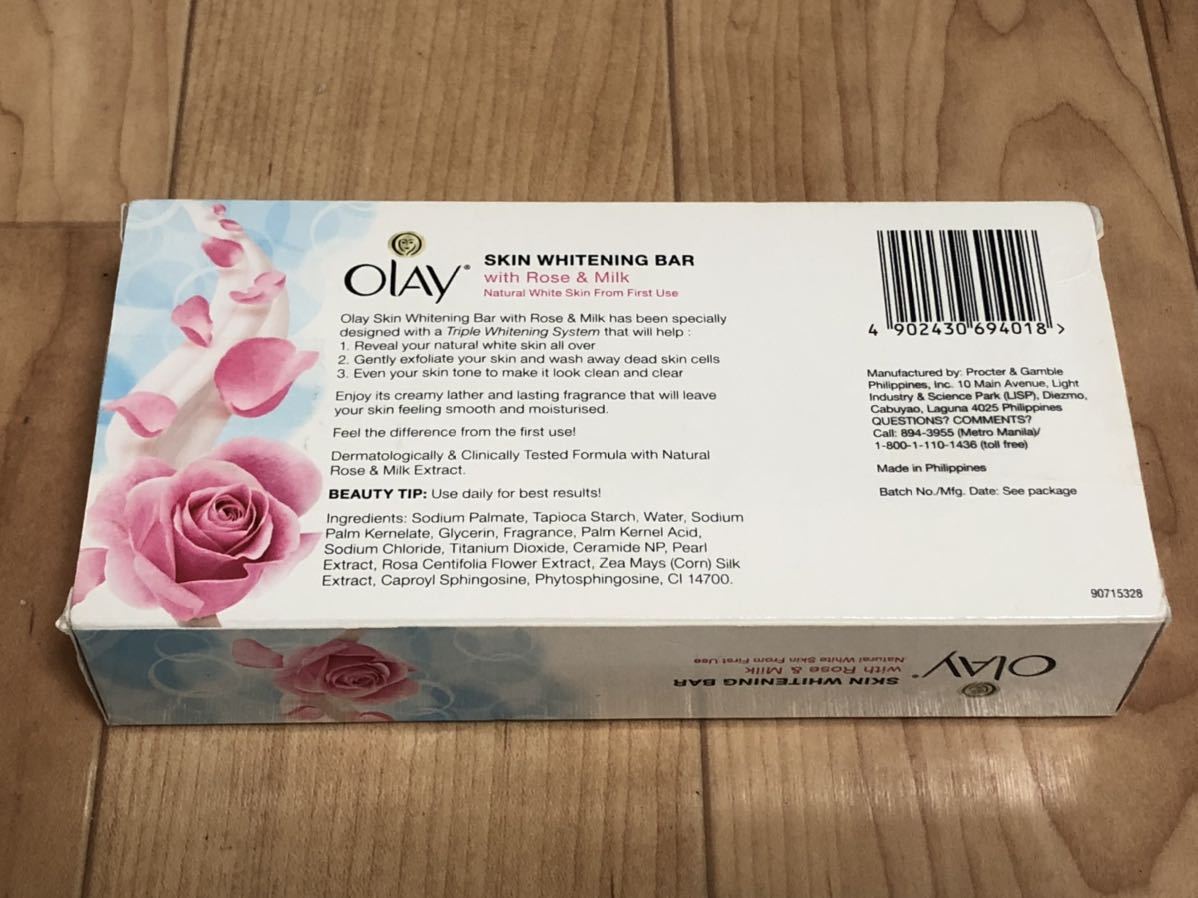 OLAY®
SKIN WHITENING BAR
with Rose & Milk
Natural White Skin From First Use
Olay Skin Whitening Bar with Rose & Milk has been specially
designed with a Triple Whitening System that will help :
1. Reveal your natural white skin all over
2. Gently exfoliate your skin and wash away dead skin cells
3. Even your skin tone to make it look clean and clear
Enjoy its creamy lather and lasting fragrance that will leave
your skin feeling smooth and moisturised.
Feel the difference from the first use!
Dermatologically & Clinically Tested Formula with Natural
Rose & Milk Extract.
BEAUTY TIP: Use daily for best results!
Ingredients: Sodium Palmate, Tapioca Starch, Water, Sodium
Palm Kernelate, Glycerin, Fragrance, Palm Kernel Acid,
Sodium Chloride, Titanium Dioxide, Ceramide NP, Pearl
Extract, Rosa Centifolia Flower Extract, Zea Mays (Corn) Silk
Extract, Caproyl Sphingosine, Phytosphingosine, CI 14700.
4 902430 694018 >
Manufactured by: Procter & Gamble
Philippines, Inc. 10 Main Avenue, Light
Industry & Science Park (LISP), Diezmo,
Cabuyao, Laguna 4025 Philippines
QUESTIONS? COMMENTS?
Call: 894-3955 (Metro Manila)/
1-800-1-110-1436 (toll free)
Made in Philippines
Batch No./Mfg. Date: See package
90715328
OLAY®
SKIN WHITENING BAR
with Rose & Milk
Natural White Skin From First Use